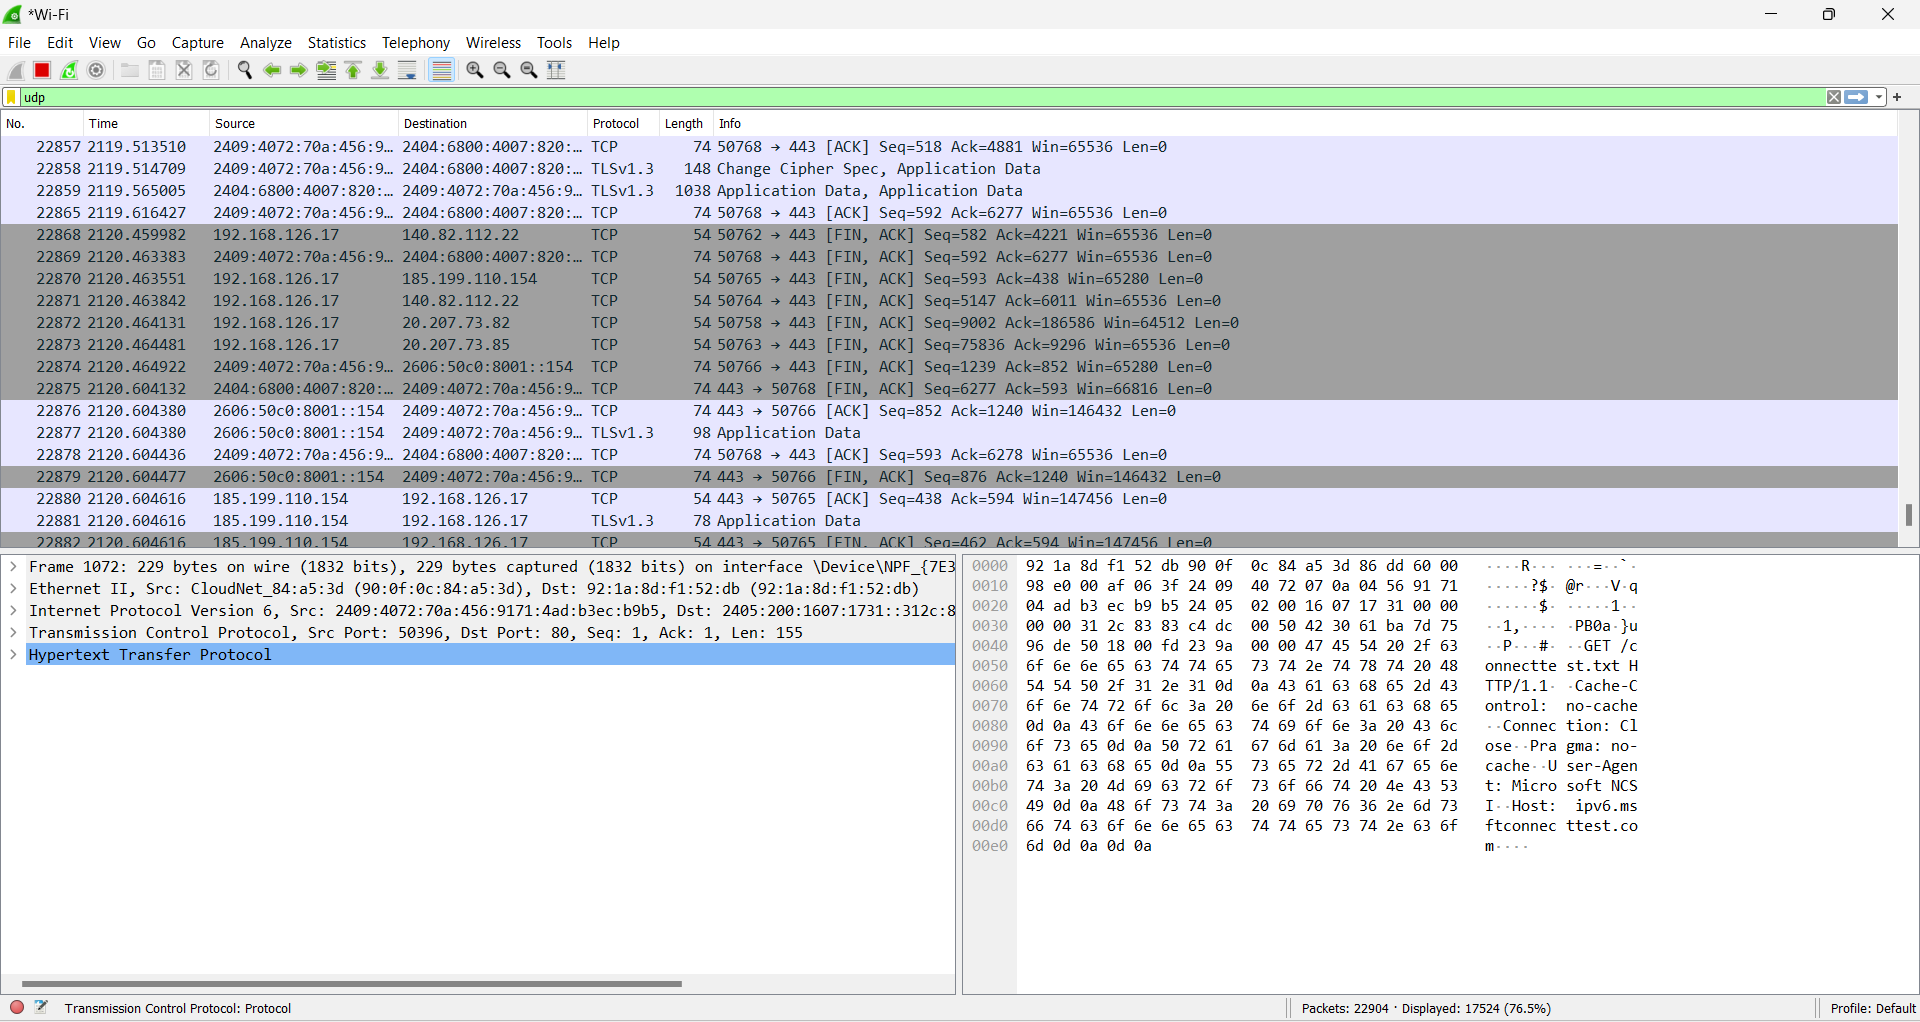 *Wi-Fi
File Edit View Go Capture Analyze Statistics Telephony Wireless Tools Help
udp
No. Time Source Destination Protocol Length Info
22857 2119.513510 2409:4072:70a:456:9… 2404:6800:4007:820:… TCP 74 50768 → 443 [ACK] Seq=518 Ack=4881 Win=65536 Len=0
22858 2119.514709 2409:4072:70a:456:9… 2404:6800:4007:820:… TLSv1.3 148 Change Cipher Spec, Application Data
22859 2119.565005 2404:6800:4007:820:… 2409:4072:70a:456:9… TLSv1.3 1038 Application Data, Application Data
22865 2119.616427 2409:4072:70a:456:9… 2404:6800:4007:820:… TCP 74 50768 → 443 [ACK] Seq=592 Ack=6277 Win=65536 Len=0
22868 2120.459982 192.168.126.17 140.82.112.22 TCP 54 50762 → 443 [FIN, ACK] Seq=582 Ack=4221 Win=65536 Len=0
22869 2120.463383 2409:4072:70a:456:9… 2404:6800:4007:820:… TCP 74 50768 → 443 [FIN, ACK] Seq=592 Ack=6277 Win=65536 Len=0
22870 2120.463551 192.168.126.17 185.199.110.154 TCP 54 50765 → 443 [FIN, ACK] Seq=593 Ack=438 Win=65280 Len=0
22871 2120.463842 192.168.126.17 140.82.112.22 TCP 54 50764 → 443 [FIN, ACK] Seq=5147 Ack=6011 Win=65536 Len=0
22872 2120.464131 192.168.126.17 20.207.73.82 TCP 54 50758 → 443 [FIN, ACK] Seq=9002 Ack=186586 Win=64512 Len=0
22873 2120.464481 192.168.126.17 20.207.73.85 TCP 54 50763 → 443 [FIN, ACK] Seq=75836 Ack=9296 Win=65536 Len=0
22874 2120.464922 2409:4072:70a:456:9… 2606:50c0:8001::154 TCP 74 50766 → 443 [FIN, ACK] Seq=1239 Ack=852 Win=65280 Len=0
22875 2120.604132 2404:6800:4007:820:… 2409:4072:70a:456:9… TCP 74 443 → 50768 [FIN, ACK] Seq=6277 Ack=593 Win=66816 Len=0
22876 2120.604380 2606:50c0:8001::154 2409:4072:70a:456:9… TCP 74 443 → 50766 [ACK] Seq=852 Ack=1240 Win=146432 Len=0
22877 2120.604380 2606:50c0:8001::154 2409:4072:70a:456:9… TLSv1.3 98 Application Data
22878 2120.604436 2409:4072:70a:456:9… 2404:6800:4007:820:… TCP 74 50768 → 443 [ACK] Seq=593 Ack=6278 Win=65536 Len=0
22879 2120.604477 2606:50c0:8001::154 2409:4072:70a:456:9… TCP 74 443 → 50766 [FIN, ACK] Seq=876 Ack=1240 Win=146432 Len=0
22880 2120.604616 185.199.110.154 192.168.126.17 TCP 54 443 → 50765 [ACK] Seq=438 Ack=594 Win=147456 Len=0
22881 2120.604616 185.199.110.154 192.168.126.17 TLSv1.3 78 Application Data
22882 2120.604616 185.199.110.154 192.168.126.17 TCP 54 443 → 50765 [FIN, ACK] Seq=462 Ack=594 Win=147456 Len=0
Frame 1072: 229 bytes on wire (1832 bits), 229 bytes captured (1832 bits) on interface \Device\NPF_{7E3
Ethernet II, Src: CloudNet_84:a5:3d (90:0f:0c:84:a5:3d), Dst: 92:1a:8d:f1:52:db (92:1a:8d:f1:52:db)
Internet Protocol Version 6, Src: 2409:4072:70a:456:9171:4ad:b3ec:b9b5, Dst: 2405:200:1607:1731::312c:8
Transmission Control Protocol, Src Port: 50396, Dst Port: 80, Seq: 1, Ack: 1, Len: 155
Hypertext Transfer Protocol
0000 92 1a 8d f1 52 db 90 0f 0c 84 a5 3d 86 dd 60 00 ····R··· ···=··`·
0010 98 e0 00 af 06 3f 24 09 40 72 07 0a 04 56 91 71 ·····?$· @r···V·q
0020 04 ad b3 ec b9 b5 24 05 02 00 16 07 17 31 00 00 ······$· ·····1··
0030 00 00 31 2c 83 83 c4 dc 00 50 42 30 61 ba 7d 75 ··1,···· ·PB0a·}u
0040 96 de 50 18 00 fd 23 9a 00 00 47 45 54 20 2f 63 ··P···#· ··GET /c
0050 6f 6e 6e 65 63 74 74 65 73 74 2e 74 78 74 20 48 onnectte st.txt H
0060 54 54 50 2f 31 2e 31 0d 0a 43 61 63 68 65 2d 43 TTP/1.1· ·Cache-C
0070 6f 6e 74 72 6f 6c 3a 20 6e 6f 2d 63 61 63 68 65 ontrol: no-cache
0080 0d 0a 43 6f 6e 6e 65 63 74 69 6f 6e 3a 20 43 6c ··Connec tion: Cl
0090 6f 73 65 0d 0a 50 72 61 67 6d 61 3a 20 6e 6f 2d ose··Pra gma: no-
00a0 63 61 63 68 65 0d 0a 55 73 65 72 2d 41 67 65 6e cache··U ser-Agen
00b0 74 3a 20 4d 69 63 72 6f 73 6f 66 74 20 4e 43 53 t: Micro soft NCS
00c0 49 0d 0a 48 6f 73 74 3a 20 69 70 76 36 2e 6d 73 I··Host: ipv6.ms
00d0 66 74 63 6f 6e 6e 65 63 74 74 65 73 74 2e 63 6f ftconnec ttest.co
00e0 6d 0d 0a 0d 0a m····
Transmission Control Protocol: Protocol
Packets: 22904 · Displayed: 17524 (76.5%)
Profile: Default